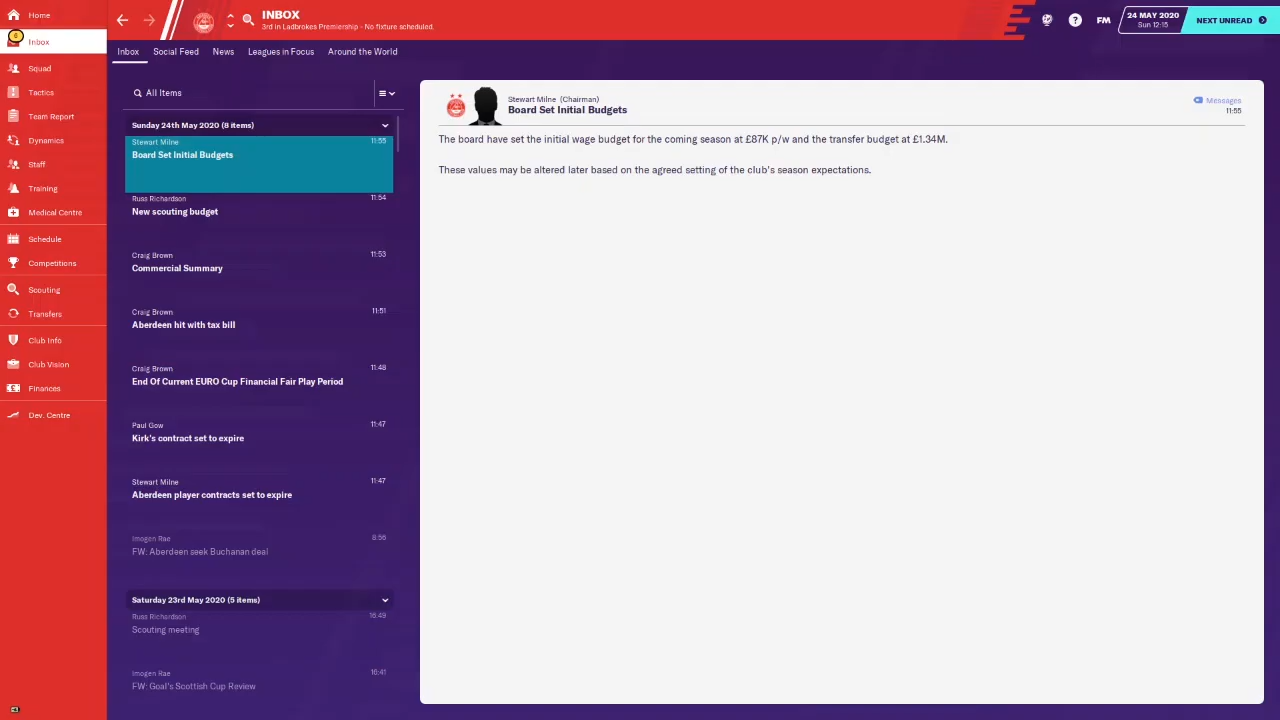 Home
6
Inbox
Squad
Tactics
Team Report
Dynamics
Staff
Training
Medical Centre
Schedule
Competitions
Scouting
Transfers
Club Info
Club Vision
Finances
Dev. Centre
INBOX
3rd in Ladbrokes Premiership - No fixture scheduled.
?
FM
24 MAY 2020
Sun 12:15
NEXT UNREAD
Inbox
Social Feed
News
Leagues in Focus
Around the World
All Items
Sunday 24th May 2020 (8 items)
Stewart Milne 11:55
Board Set Initial Budgets
Russ Richardson 11:54
New scouting budget
Craig Brown 11:53
Commercial Summary
Craig Brown 11:51
Aberdeen hit with tax bill
Craig Brown 11:48
End Of Current EURO Cup Financial Fair Play Period
Paul Gow 11:47
Kirk's contract set to expire
Stewart Milne 11:47
Aberdeen player contracts set to expire
Imogen Rae 8:56
FW: Aberdeen seek Buchanan deal
Saturday 23rd May 2020 (5 items)
Russ Richardson 16:49
Scouting meeting
Imogen Rae 16:41
FW: Goal's Scottish Cup Review
Stewart Milne (Chairman)
Board Set Initial Budgets
Messages
11:55
The board have set the initial wage budget for the coming season at £87K p/w and the transfer budget at £1.34M.
These values may be altered later based on the agreed setting of the club's season expectations.